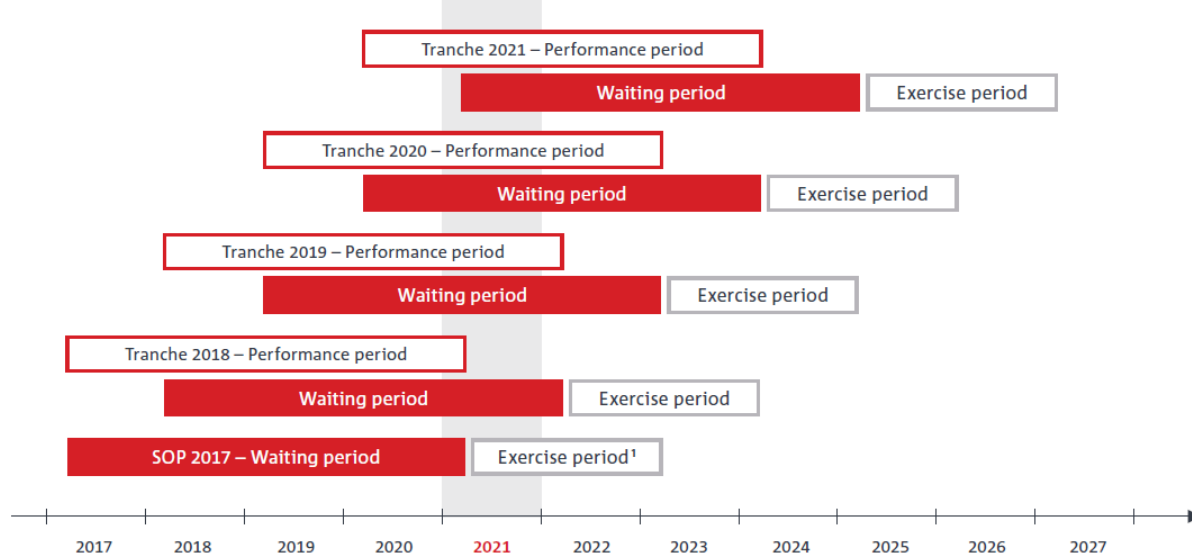 Tranche 2021 – Performance period
Waiting period
Exercise period
Tranche 2020 – Performance period
Waiting period
Exercise period
Tranche 2019 – Performance period
Waiting period
Exercise period
Tranche 2018 – Performance period
Waiting period
Exercise period
SOP 2017 – Waiting period
Exercise period¹
2017 2018 2019 2020 2021 2022 2023 2024 2025 2026 2027